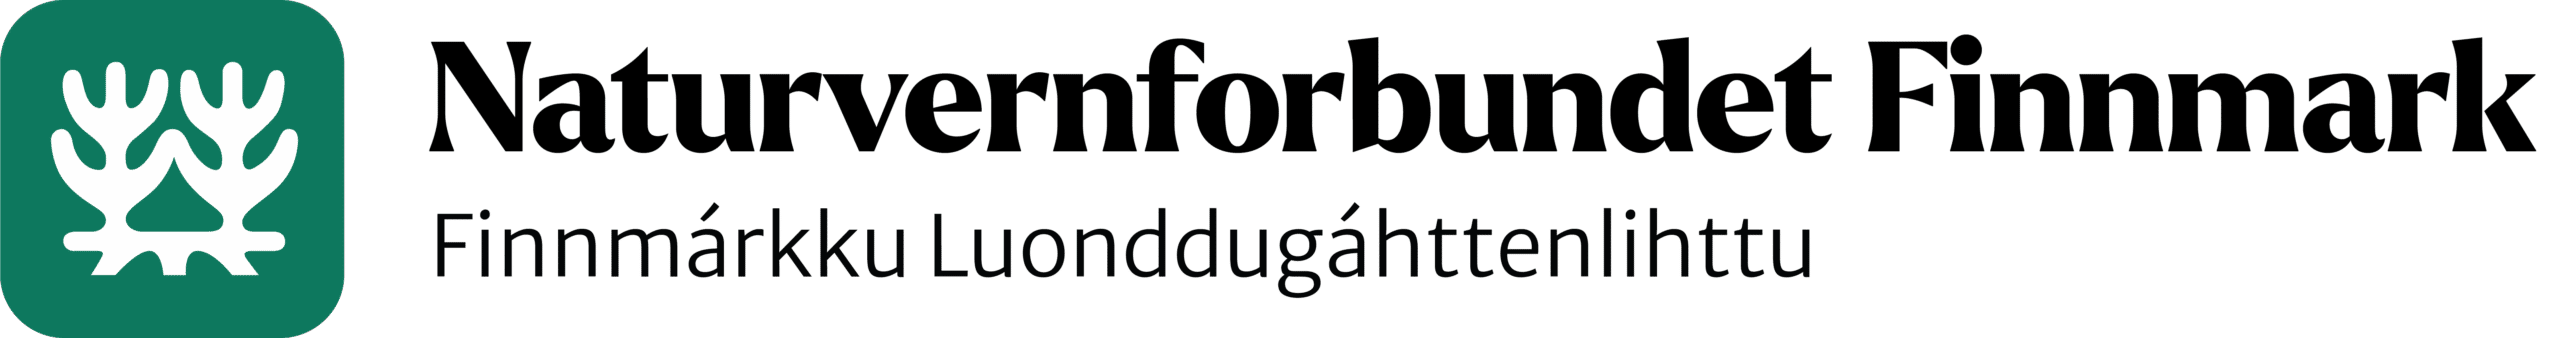 Naturvernforbundet Finnmark
Finnmárkku Luonddugáhttenlihttu